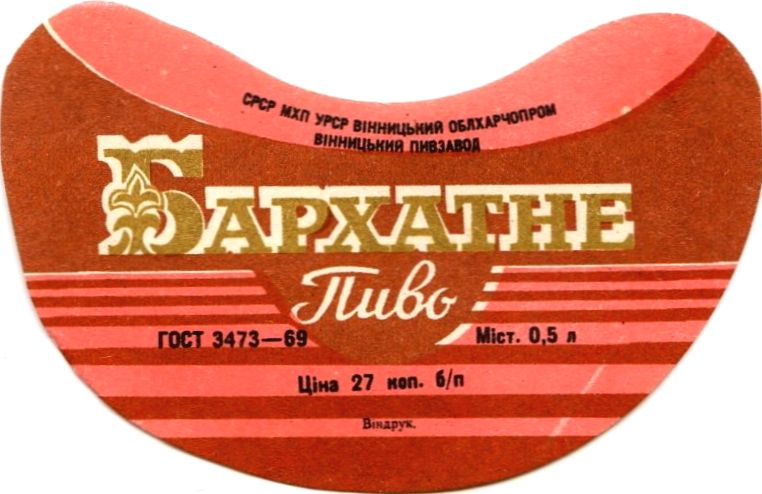 СРСР МХП УРСР ВІННИЦЬКИЙ ОБЛХАРЧОПРОМ
ВІННИЦЬКИЙ ПИВЗАВОД
БАРХАТНЕ
Пиво
ГОСТ 3473—69 Міст. 0,5 л
Ціна 27 коп. б/п
Віндрук.